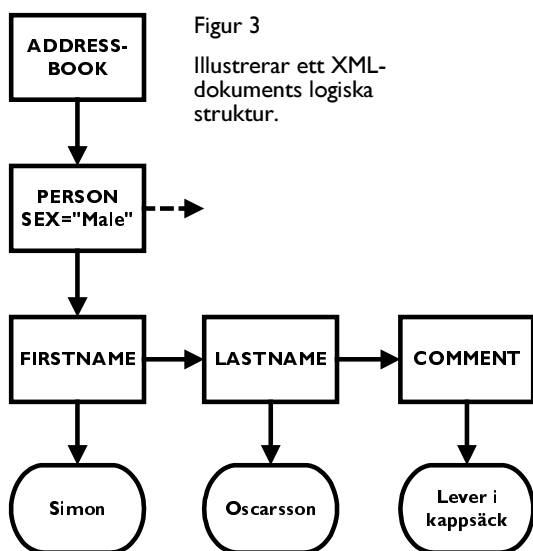 ADDRESS-
BOOK
Figur 3
Illustrerar ett XML-
dokuments logiska
struktur.
PERSON
SEX="Male"
FIRSTNAME
LASTNAME
COMMENT
Simon
Oscarsson
Lever i
kappsäck